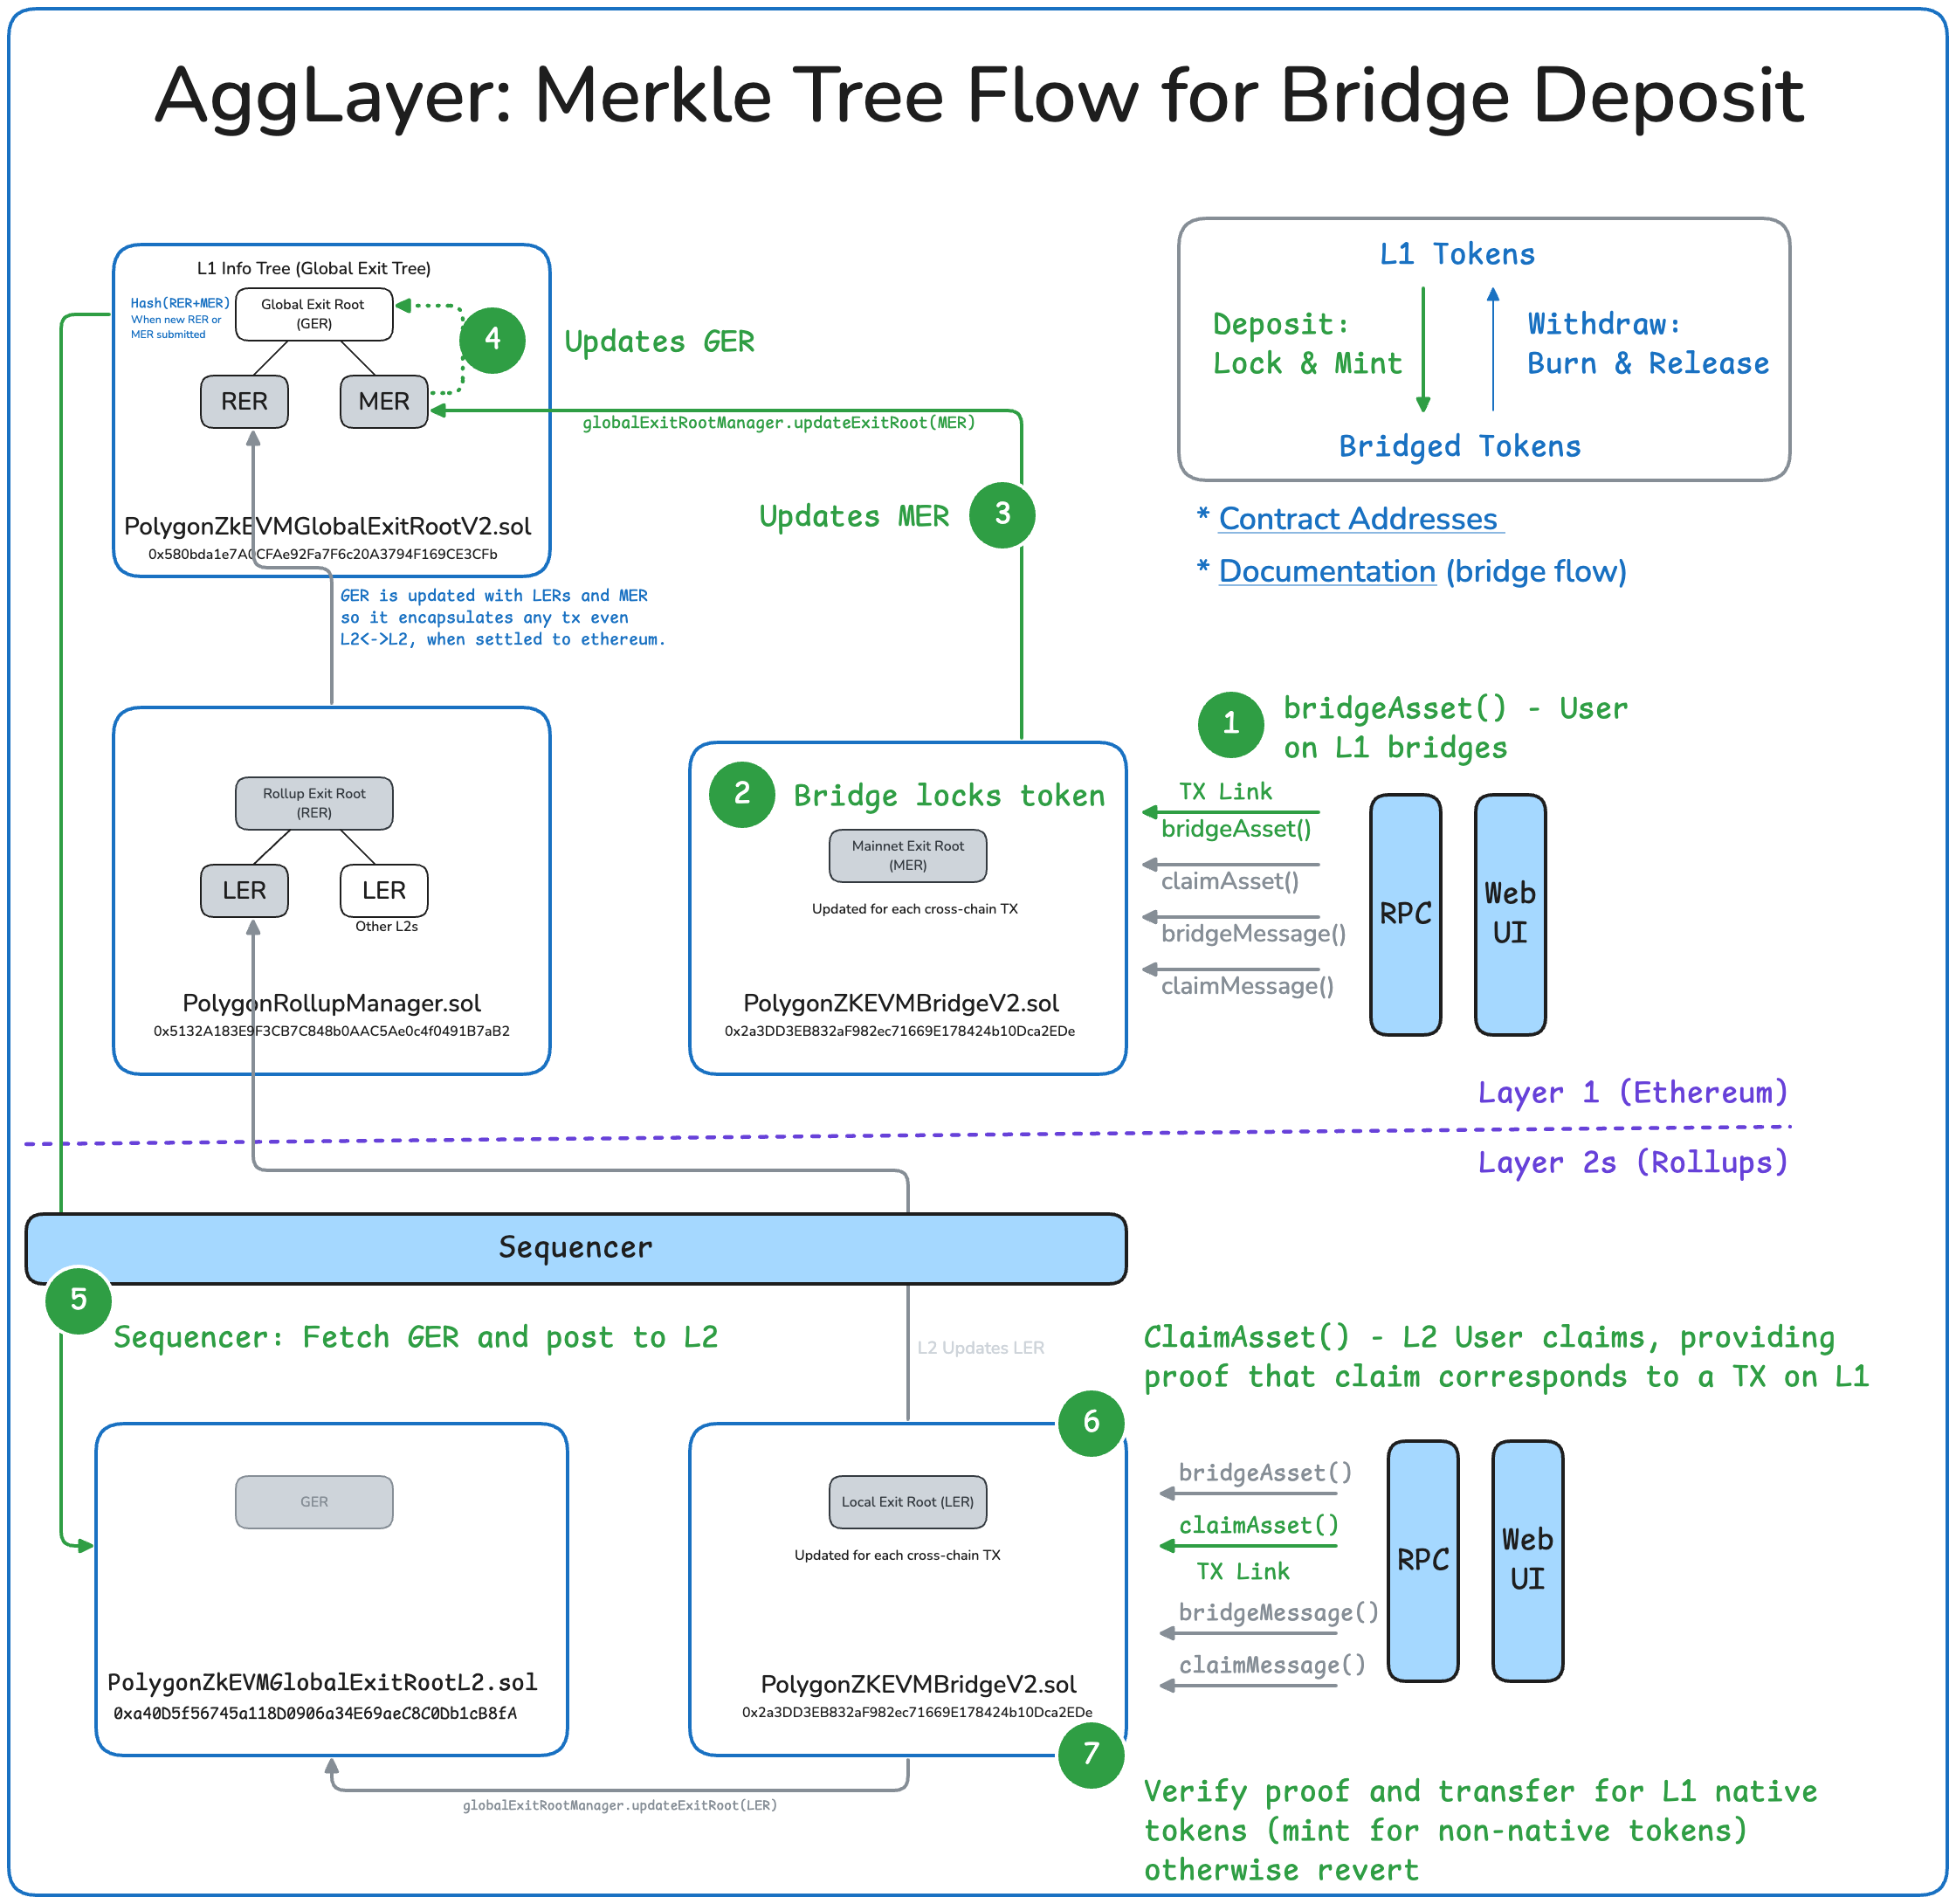 AggLayer: Merkle Tree Flow for Bridge Deposit
L1 Info Tree (Global Exit Tree)
Hash(RER+MER)
When new RER or
MER submitted
Global Exit Root
(GER)
4
Updates GER
RER
MER
globalExitRootManager.updateExitRoot(MER)
PolygonZkEVMGlobalExitRootV2.sol
0x580bda1e7A0CFAe92Fa7F6c20A3794F169CE3CFb
Updates MER
3
L1 Tokens
Deposit:
Lock & Mint
Withdraw:
Burn & Release
Bridged Tokens
* Contract Addresses
* Documentation (bridge flow)
GER is updated with LERs and MER
so it encapsulates any tx even
L2<->L2, when settled to ethereum.
Rollup Exit Root
(RER)
LER
LER
Other L2s
PolygonRollupManager.sol
0x5132A183E9F3CB7C848b0AAC5Ae0c4f0491B7aB2
2
Bridge locks token
Mainnet Exit Root
(MER)
Updated for each cross-chain TX
PolygonZKEVMBridgeV2.sol
0x2a3DD3EB832aF982ec71669E178424b10Dca2EDe
1
bridgeAsset() - User
on L1 bridges
TX Link
bridgeAsset()
claimAsset()
bridgeMessage()
claimMessage()
RPC
Web
UI
Layer 1 (Ethereum)
Layer 2s (Rollups)
Sequencer
5
Sequencer: Fetch GER and post to L2
L2 Updates LER
ClaimAsset() - L2 User claims, providing
proof that claim corresponds to a TX on L1
GER
PolygonZkEVMGlobalExitRootL2.sol
0xa40D5f56745a118D0906a34E69aeC8C0Db1cB8fA
6
Local Exit Root (LER)
Updated for each cross-chain TX
PolygonZKEVMBridgeV2.sol
0x2a3DD3EB832aF982ec71669E178424b10Dca2EDe
7
bridgeAsset()
claimAsset()
TX Link
bridgeMessage()
claimMessage()
RPC
Web
UI
globalExitRootManager.updateExitRoot(LER)
Verify proof and transfer for L1 native
tokens (mint for non-native tokens)
otherwise revert